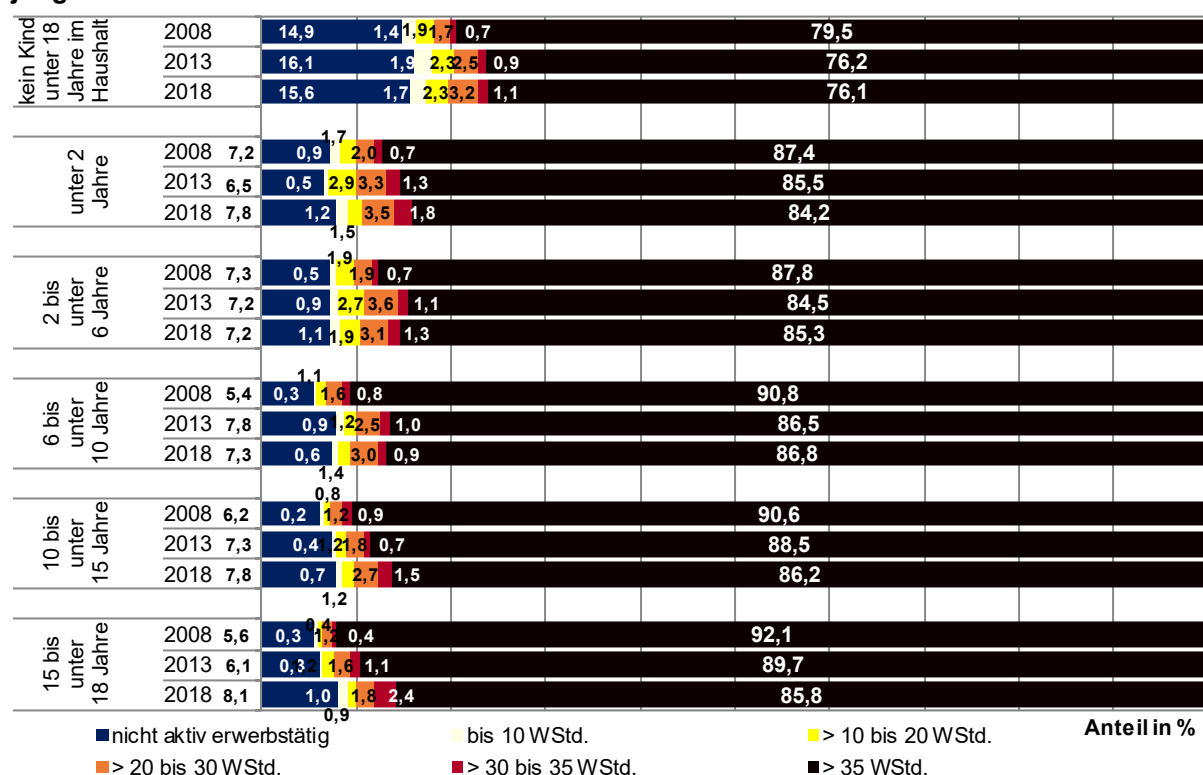 kein Kind unter 18 Jahre im Haushalt
2008 14,9 1,4 1,9 1,7 0,7 79,5
2013 16,1 1,9 2,3 2,5 0,9 76,2
2018 15,6 1,7 2,3 3,2 1,1 76,1
unter 2 Jahre
1,7
2008 7,2 0,9 2,0 0,7 87,4
2013 6,5 0,5 2,9 3,3 1,3 85,5
2018 7,8 1,2 3,5 1,8 84,2
1,5
2 bis unter 6 Jahre
1,9
2008 7,3 0,5 1,9 0,7 87,8
2013 7,2 0,9 2,7 3,6 1,1 84,5
2018 7,2 1,1 1,9 3,1 1,3 85,3
6 bis unter 10 Jahre
1,1
2008 5,4 0,3 1,6 0,8 90,8
2013 7,8 0,9 1,2 2,5 1,0 86,5
2018 7,3 0,6 3,0 0,9 86,8
1,4
10 bis unter 15 Jahre
0,8
2008 6,2 0,2 1,2 0,9 90,6
2013 7,3 0,4 1,2 1,8 0,7 88,5
2018 7,8 0,7 2,7 1,5 86,2
1,2
15 bis unter 18 Jahre
0,4
2008 5,6 0,3 1,2 0,4 92,1
2013 6,1 0,3 1,2 1,6 1,1 89,7
2018 8,1 1,0 1,8 2,4 85,8
0,9
Anteil in %
nicht aktiv erwerbstätig bis 10 WStd. > 10 bis 20 WStd.
> 20 bis 30 WStd. > 30 bis 35 WStd. > 35 WStd.